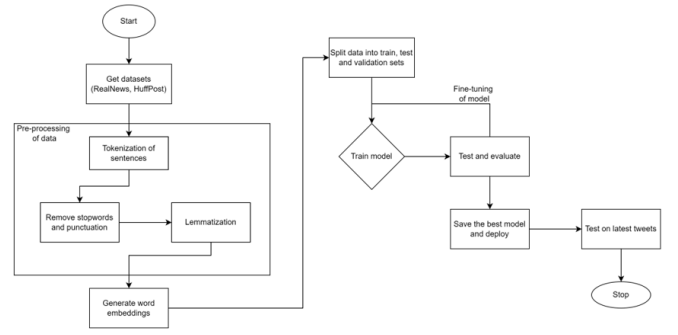 Start
Get datasets
(RealNews, HuffPost)
Pre-processing
of data
Tokenization of
sentences
Remove stopwords
and punctuation
Lemmatization
Generate word
embeddings
Split data into train, test
and validation sets
Fine-tuning
of model
Train model
Test and evaluate
Save the best model
and deploy
Test on latest tweets
Stop